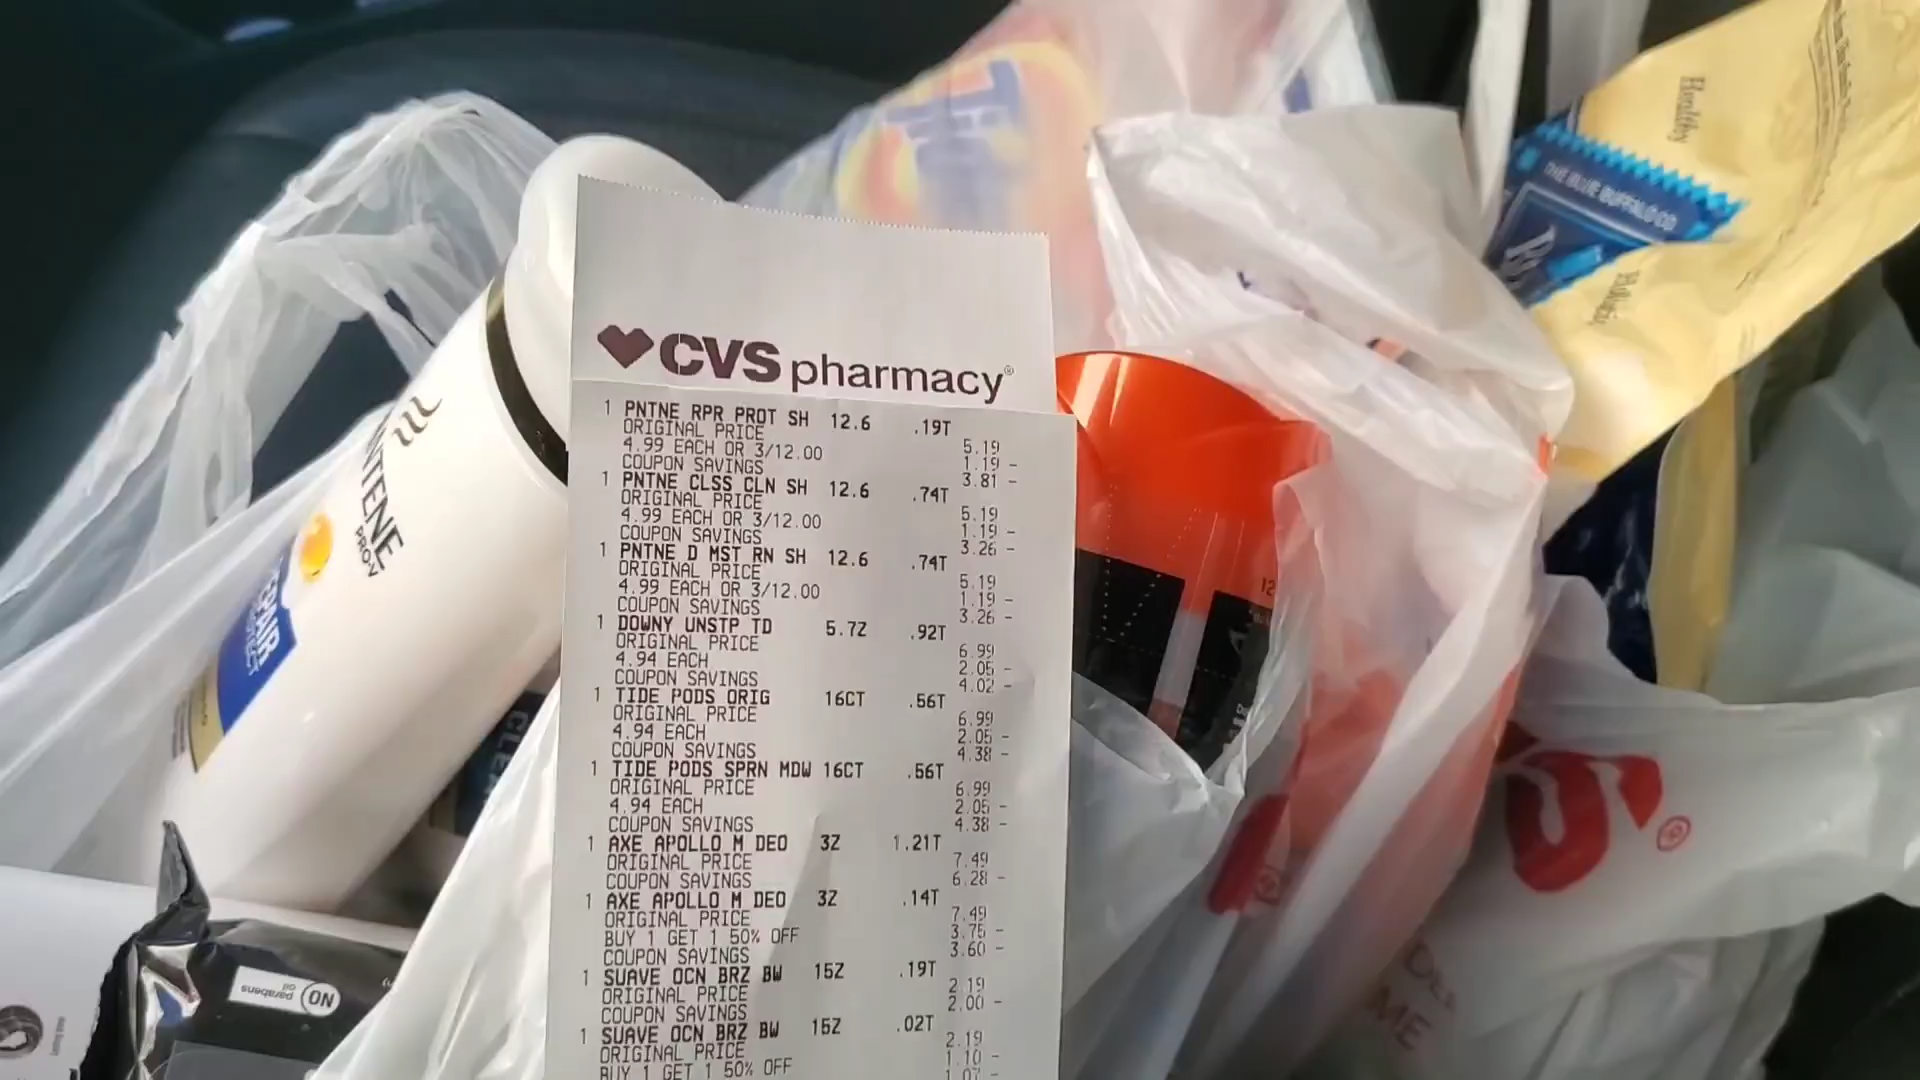 CVS pharmacy®
1 PNTNE RPR PROT SH 12.6 .19T
ORIGINAL PRICE 5.19
4.99 EACH OR 3/12.00 1.19 -
COUPON SAVINGS 3.81 -
1 PNTNE CLSS CLN SH 12.6 .74T
ORIGINAL PRICE 5.19
4.99 EACH OR 3/12.00 1.19 -
COUPON SAVINGS 3.26 -
1 PNTNE D MST RN SH 12.6 .74T
ORIGINAL PRICE 5.19
4.99 EACH OR 3/12.00 1.19 -
COUPON SAVINGS 3.26 -
1 DOWNY UNSTP TD 5.7Z .92T
ORIGINAL PRICE 6.99
4.94 EACH 2.05 -
COUPON SAVINGS 4.02 -
1 TIDE PODS ORIG 16CT .56T
ORIGINAL PRICE 6.99
4.94 EACH 2.05 -
COUPON SAVINGS 4.38 -
1 TIDE PODS SPRN MDW 16CT .56T
ORIGINAL PRICE 6.99
4.94 EACH 2.05 -
COUPON SAVINGS 4.38 -
1 AXE APOLLO M DEO 3Z 1.21T
ORIGINAL PRICE 7.49
COUPON SAVINGS 6.28 -
1 AXE APOLLO M DEO 3Z .14T
ORIGINAL PRICE 7.49
BUY 1 GET 1 50% OFF 3.75 -
COUPON SAVINGS 3.60 -
1 SUAVE OCN BRZ BW 15Z .19T
ORIGINAL PRICE 2.19
COUPON SAVINGS 2.00 -
1 SUAVE OCN BRZ BW 15Z .02T
ORIGINAL PRICE 2.19
BUY 1 GET 1 50% OFF 1.10 -
1.07 -
PRO-V
THE BLUE BUFFALO CO
Healthy
Holistic
NO parabens
oil